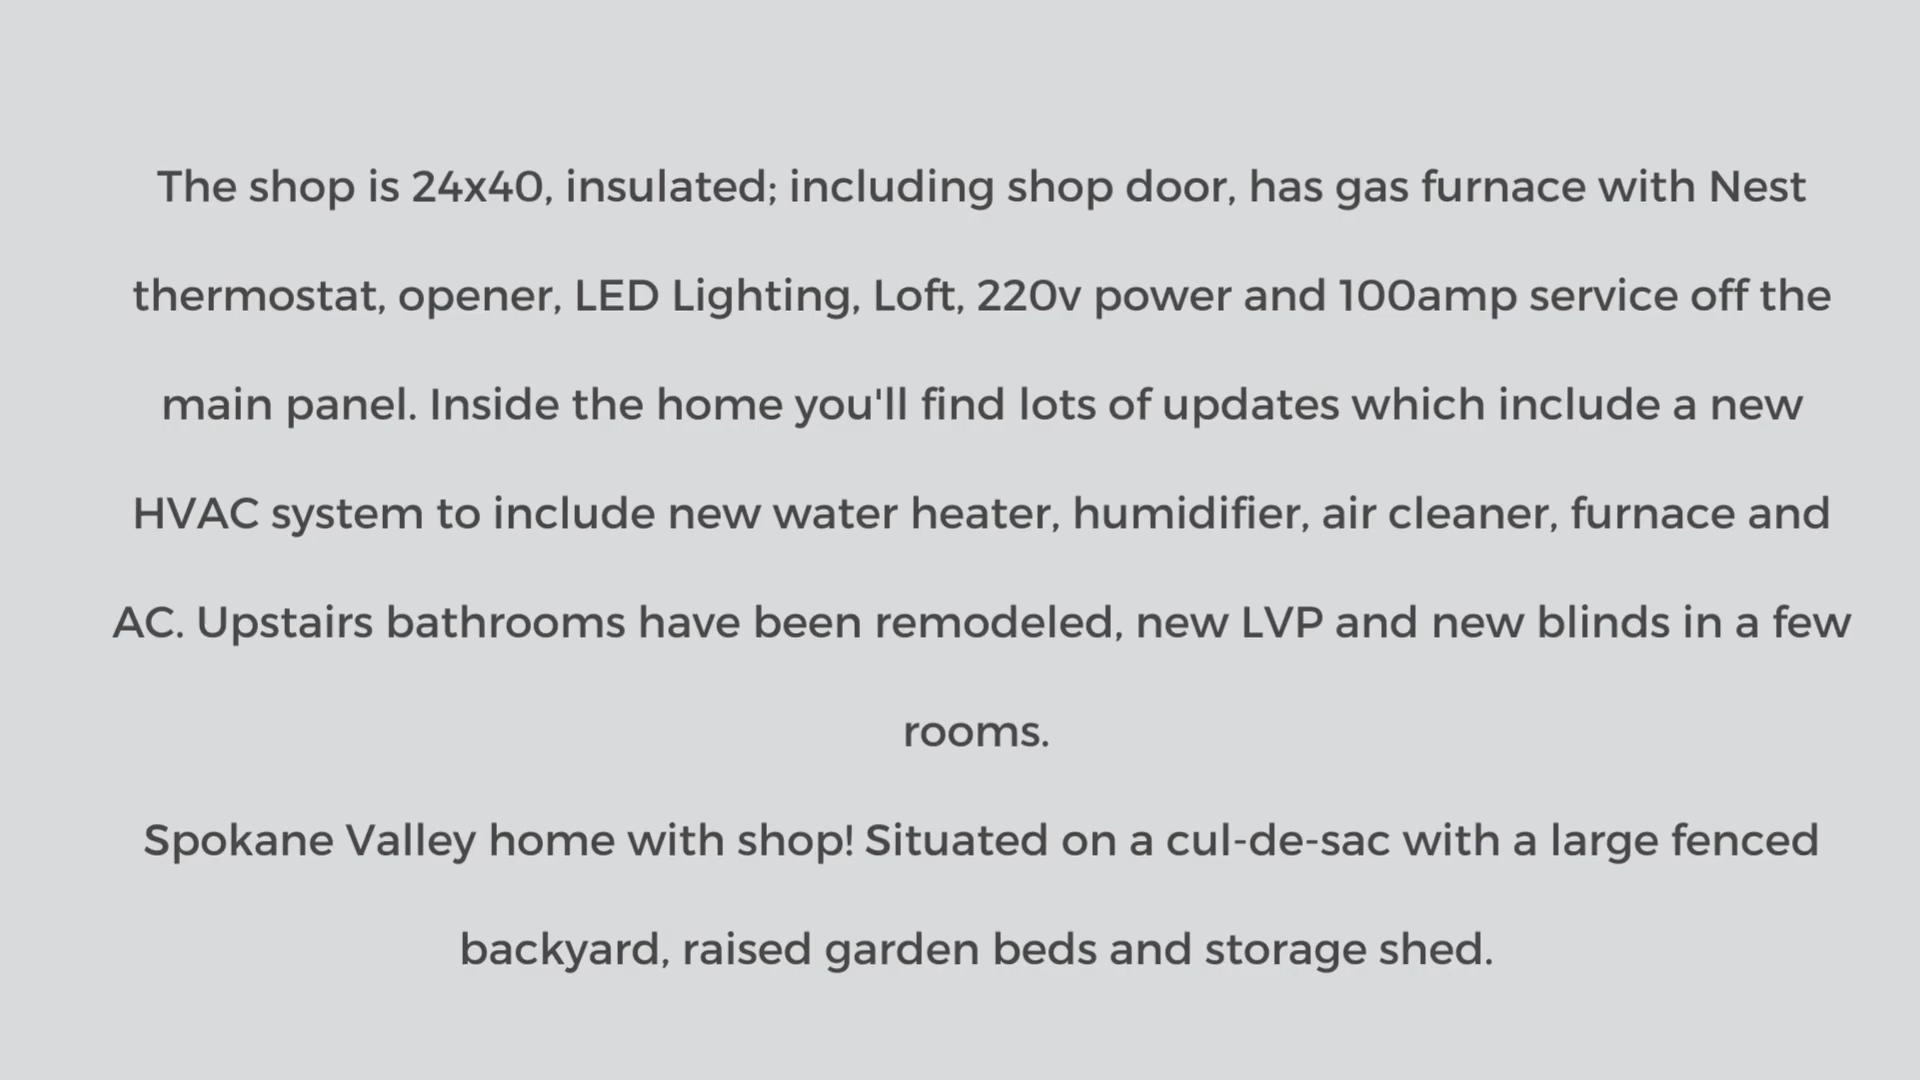 The shop is 24x40, insulated; including shop door, has gas furnace with Nest
thermostat, opener, LED Lighting, Loft, 220v power and 100amp service off the
main panel. Inside the home you'll find lots of updates which include a new
HVAC system to include new water heater, humidifier, air cleaner, furnace and
AC. Upstairs bathrooms have been remodeled, new LVP and new blinds in a few
rooms.
Spokane Valley home with shop! Situated on a cul-de-sac with a large fenced
backyard, raised garden beds and storage shed.